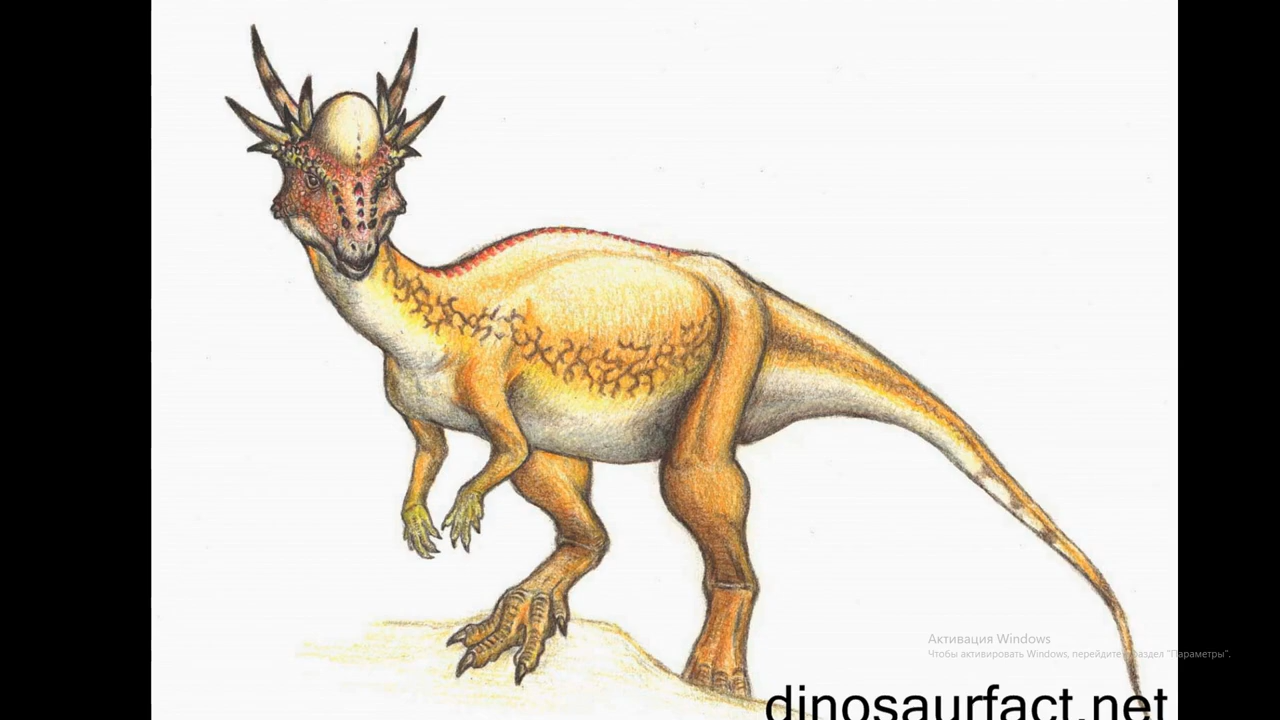 Активация Windows
Чтобы активировать Windows, перейдите в раздел "Параметры".
dinosaurfact.net